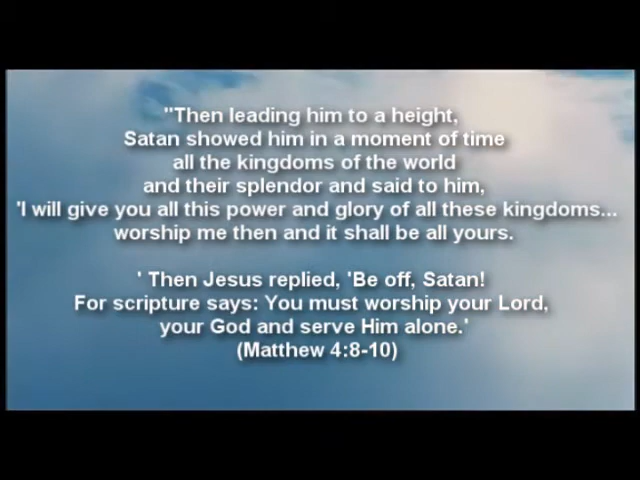 "Then leading him to a height,
Satan showed him in a moment of time
all the kingdoms of the world
and their splendor and said to him,
'I will give you all this power and glory of all these kingdoms...
worship me then and it shall be all yours.
' Then Jesus replied, 'Be off, Satan!
For scripture says: You must worship your Lord,
your God and serve Him alone.'
(Matthew 4:8-10)